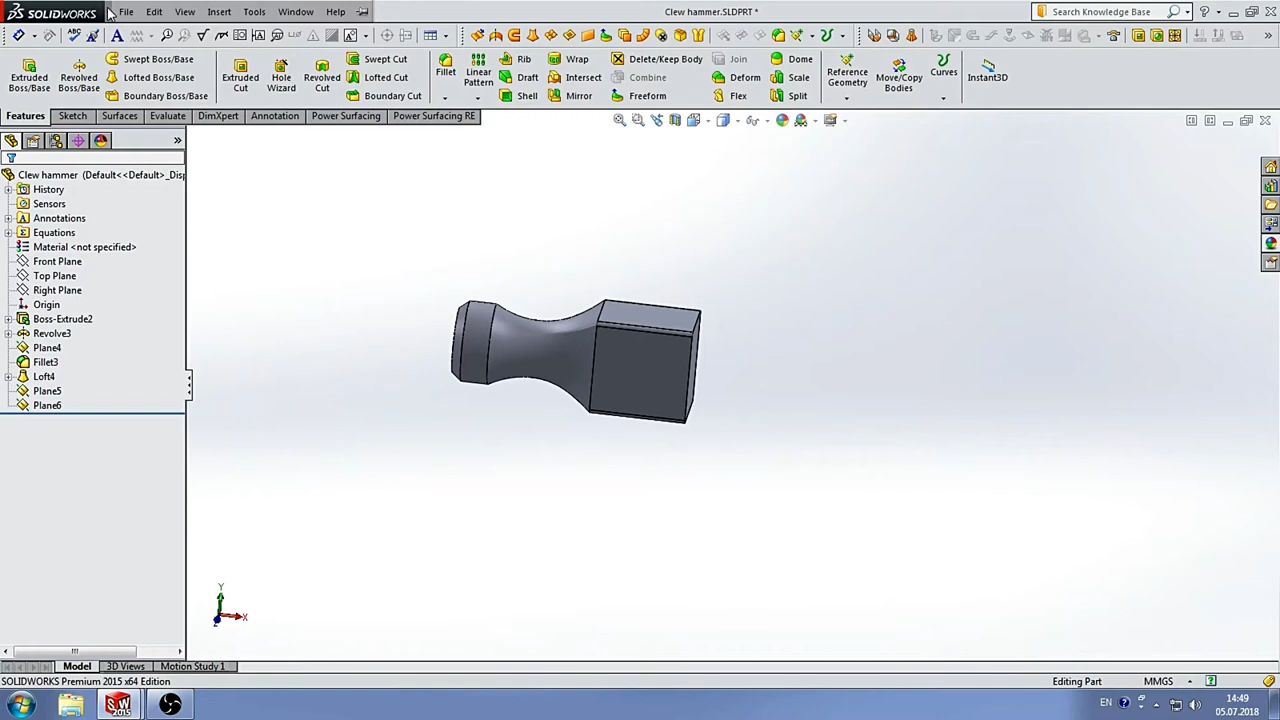 SOLIDWORKS File Edit View Insert Tools Window Help Clew hammer.SLDPRT * Search Knowledge Base
Extruded Boss/Base
Revolved Boss/Base
Swept Boss/Base
Lofted Boss/Base
Boundary Boss/Base
Extruded Cut
Hole Wizard
Revolved Cut
Swept Cut
Lofted Cut
Boundary Cut
Fillet
Linear Pattern
Rib
Draft
Shell
Wrap
Intersect
Mirror
Delete/Keep Body
Combine
Freeform
Join
Deform
Flex
Dome
Scale
Split
Reference Geometry
Move/Copy Bodies
Curves
Instant3D
Features Sketch Surfaces Evaluate DimXpert Annotation Power Surfacing Power Surfacing RE
Clew hammer (Default<<Default>_Disp
History
Sensors
Annotations
Equations
Material <not specified>
Front Plane
Top Plane
Right Plane
Origin
Boss-Extrude2
Revolve3
Plane4
Fillet3
Loft4
Plane5
Plane6
Y
X
Z
Model 3D Views Motion Study 1
SOLIDWORKS Premium 2015 x64 Edition Editing Part MMGS
EN 14:49
05.07.2018